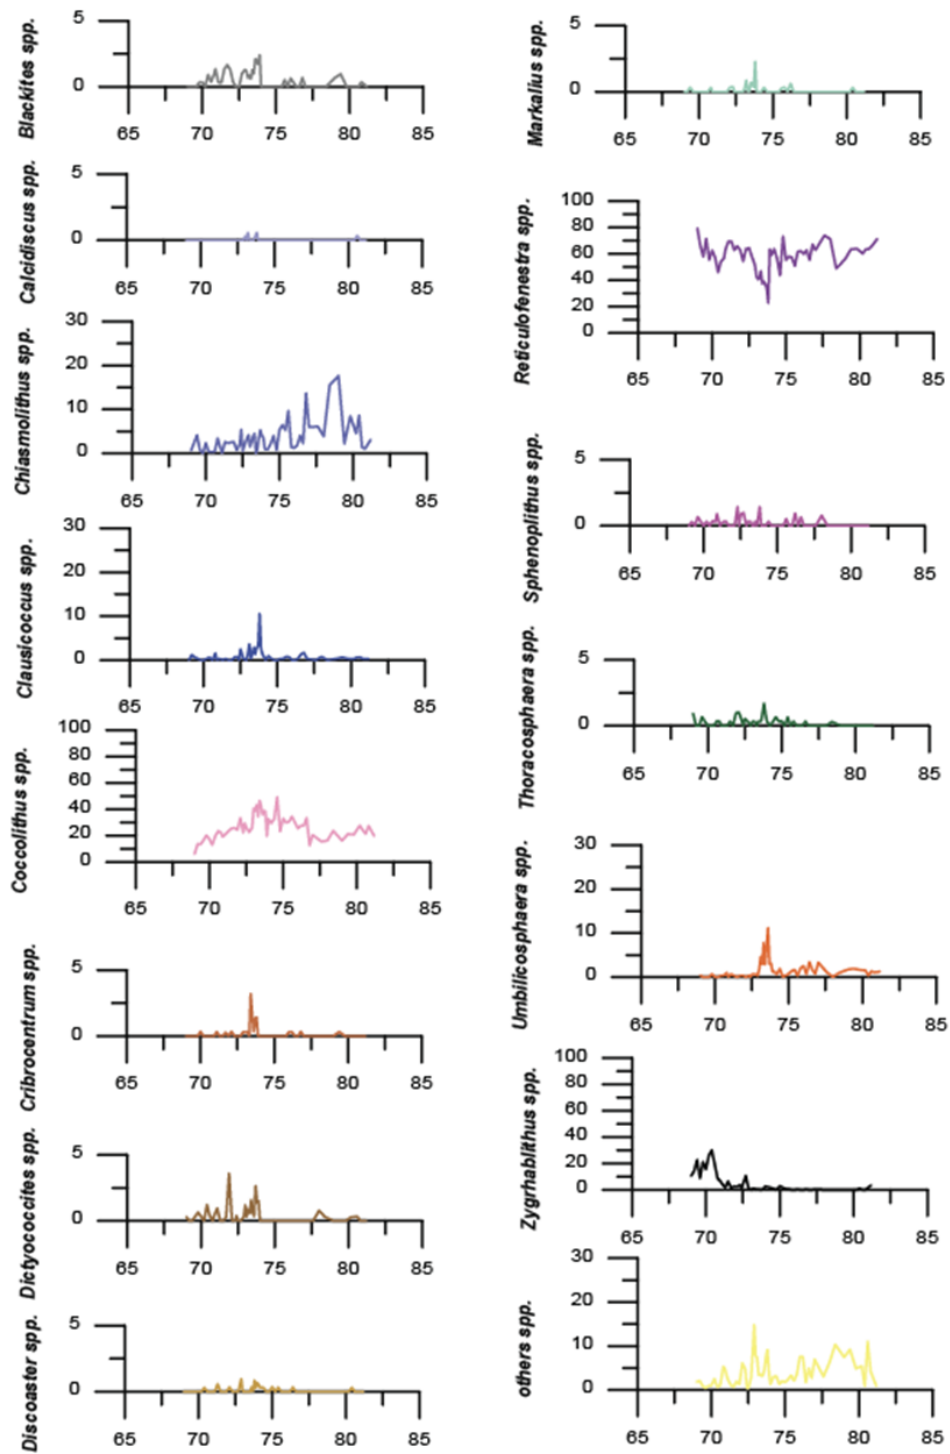 Blackites spp.
5
0
65 70 75 80 85
Calcidiscus spp.
5
0
65 70 75 80 85
Chiasmolithus spp.
30
20
10
0
65 70 75 80 85
Clausicoccus spp.
30
20
10
0
65 70 75 80 85
Coccolithus spp.
100
80
60
40
20
0
65 70 75 80 85
Cribrocentrum spp.
5
0
65 70 75 80 85
Dictyococcites spp.
5
0
65 70 75 80 85
Discoaster spp.
5
0
65 70 75 80 85
Markalius spp.
5
0
65 70 75 80 85
Reticulofenestra spp.
100
80
60
40
20
0
65 70 75 80 85
Sphenoplithus spp.
5
0
65 70 75 80 85
Thoracosphaera spp.
5
0
65 70 75 80 85
Umbilicosphaera spp.
30
20
10
0
65 70 75 80 85
Zygrhablithus spp.
100
80
60
40
20
0
65 70 75 80 85
others spp.
30
20
10
0
65 70 75 80 85